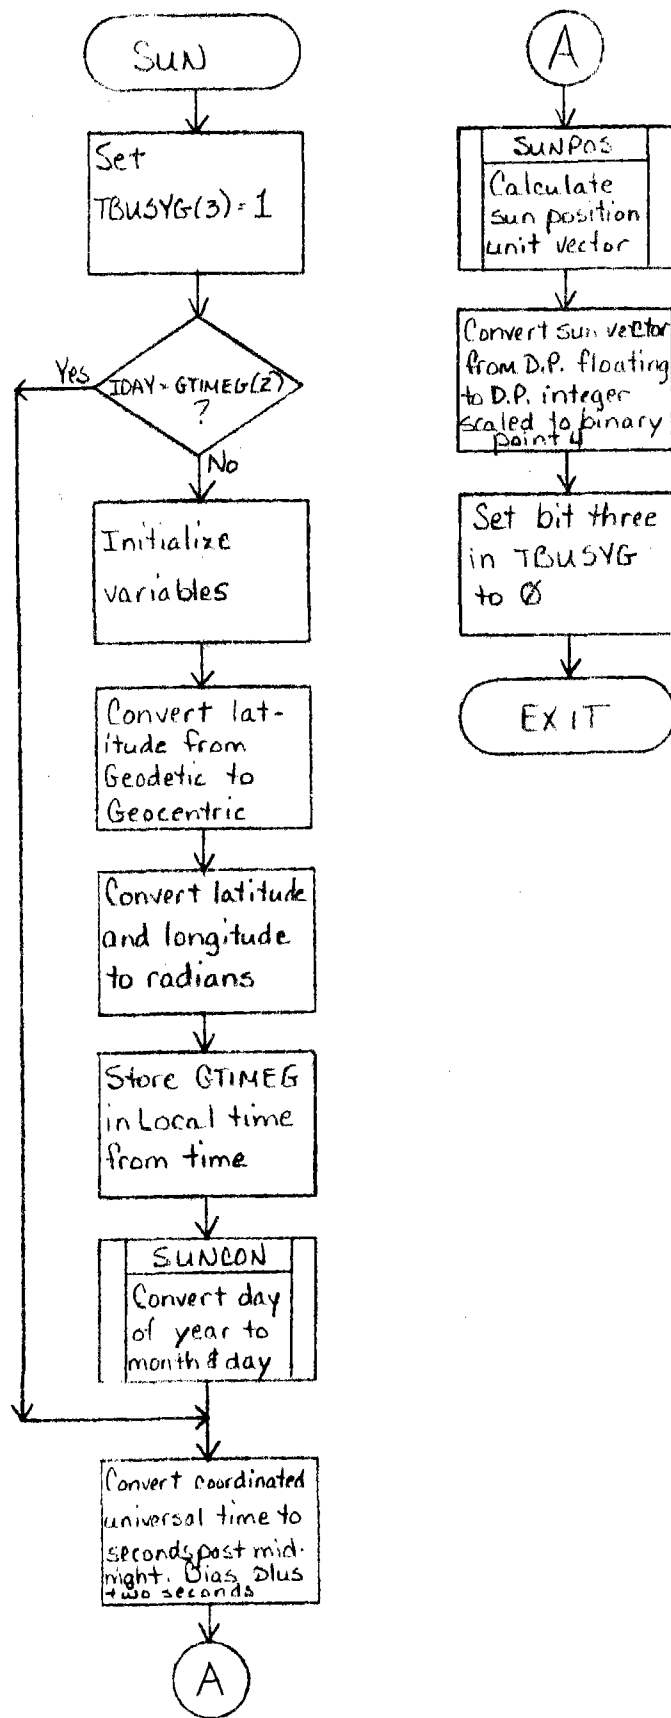 SUN
Set
TBUSYG(3)=1
IDAY=GTIMEG(2)
?
Yes
No
Initialize
variables
Convert lat-
itude from
Geodetic to
Geocentric
Convert latitude
and longitude
to radians
Store GTIMEG
in Local time
from time
SUNCON
Convert day
of year to
month & day
Convert coordinated
universal time to
seconds past mid-
night. Bias plus
two seconds
A
A
SUNPOS
Calculate
sun position
unit vector
Convert sun vector
from D.P. floating
to D.P. integer
scaled to binary
point 4
Set bit three
in TBUSYG
to Ø
EXIT